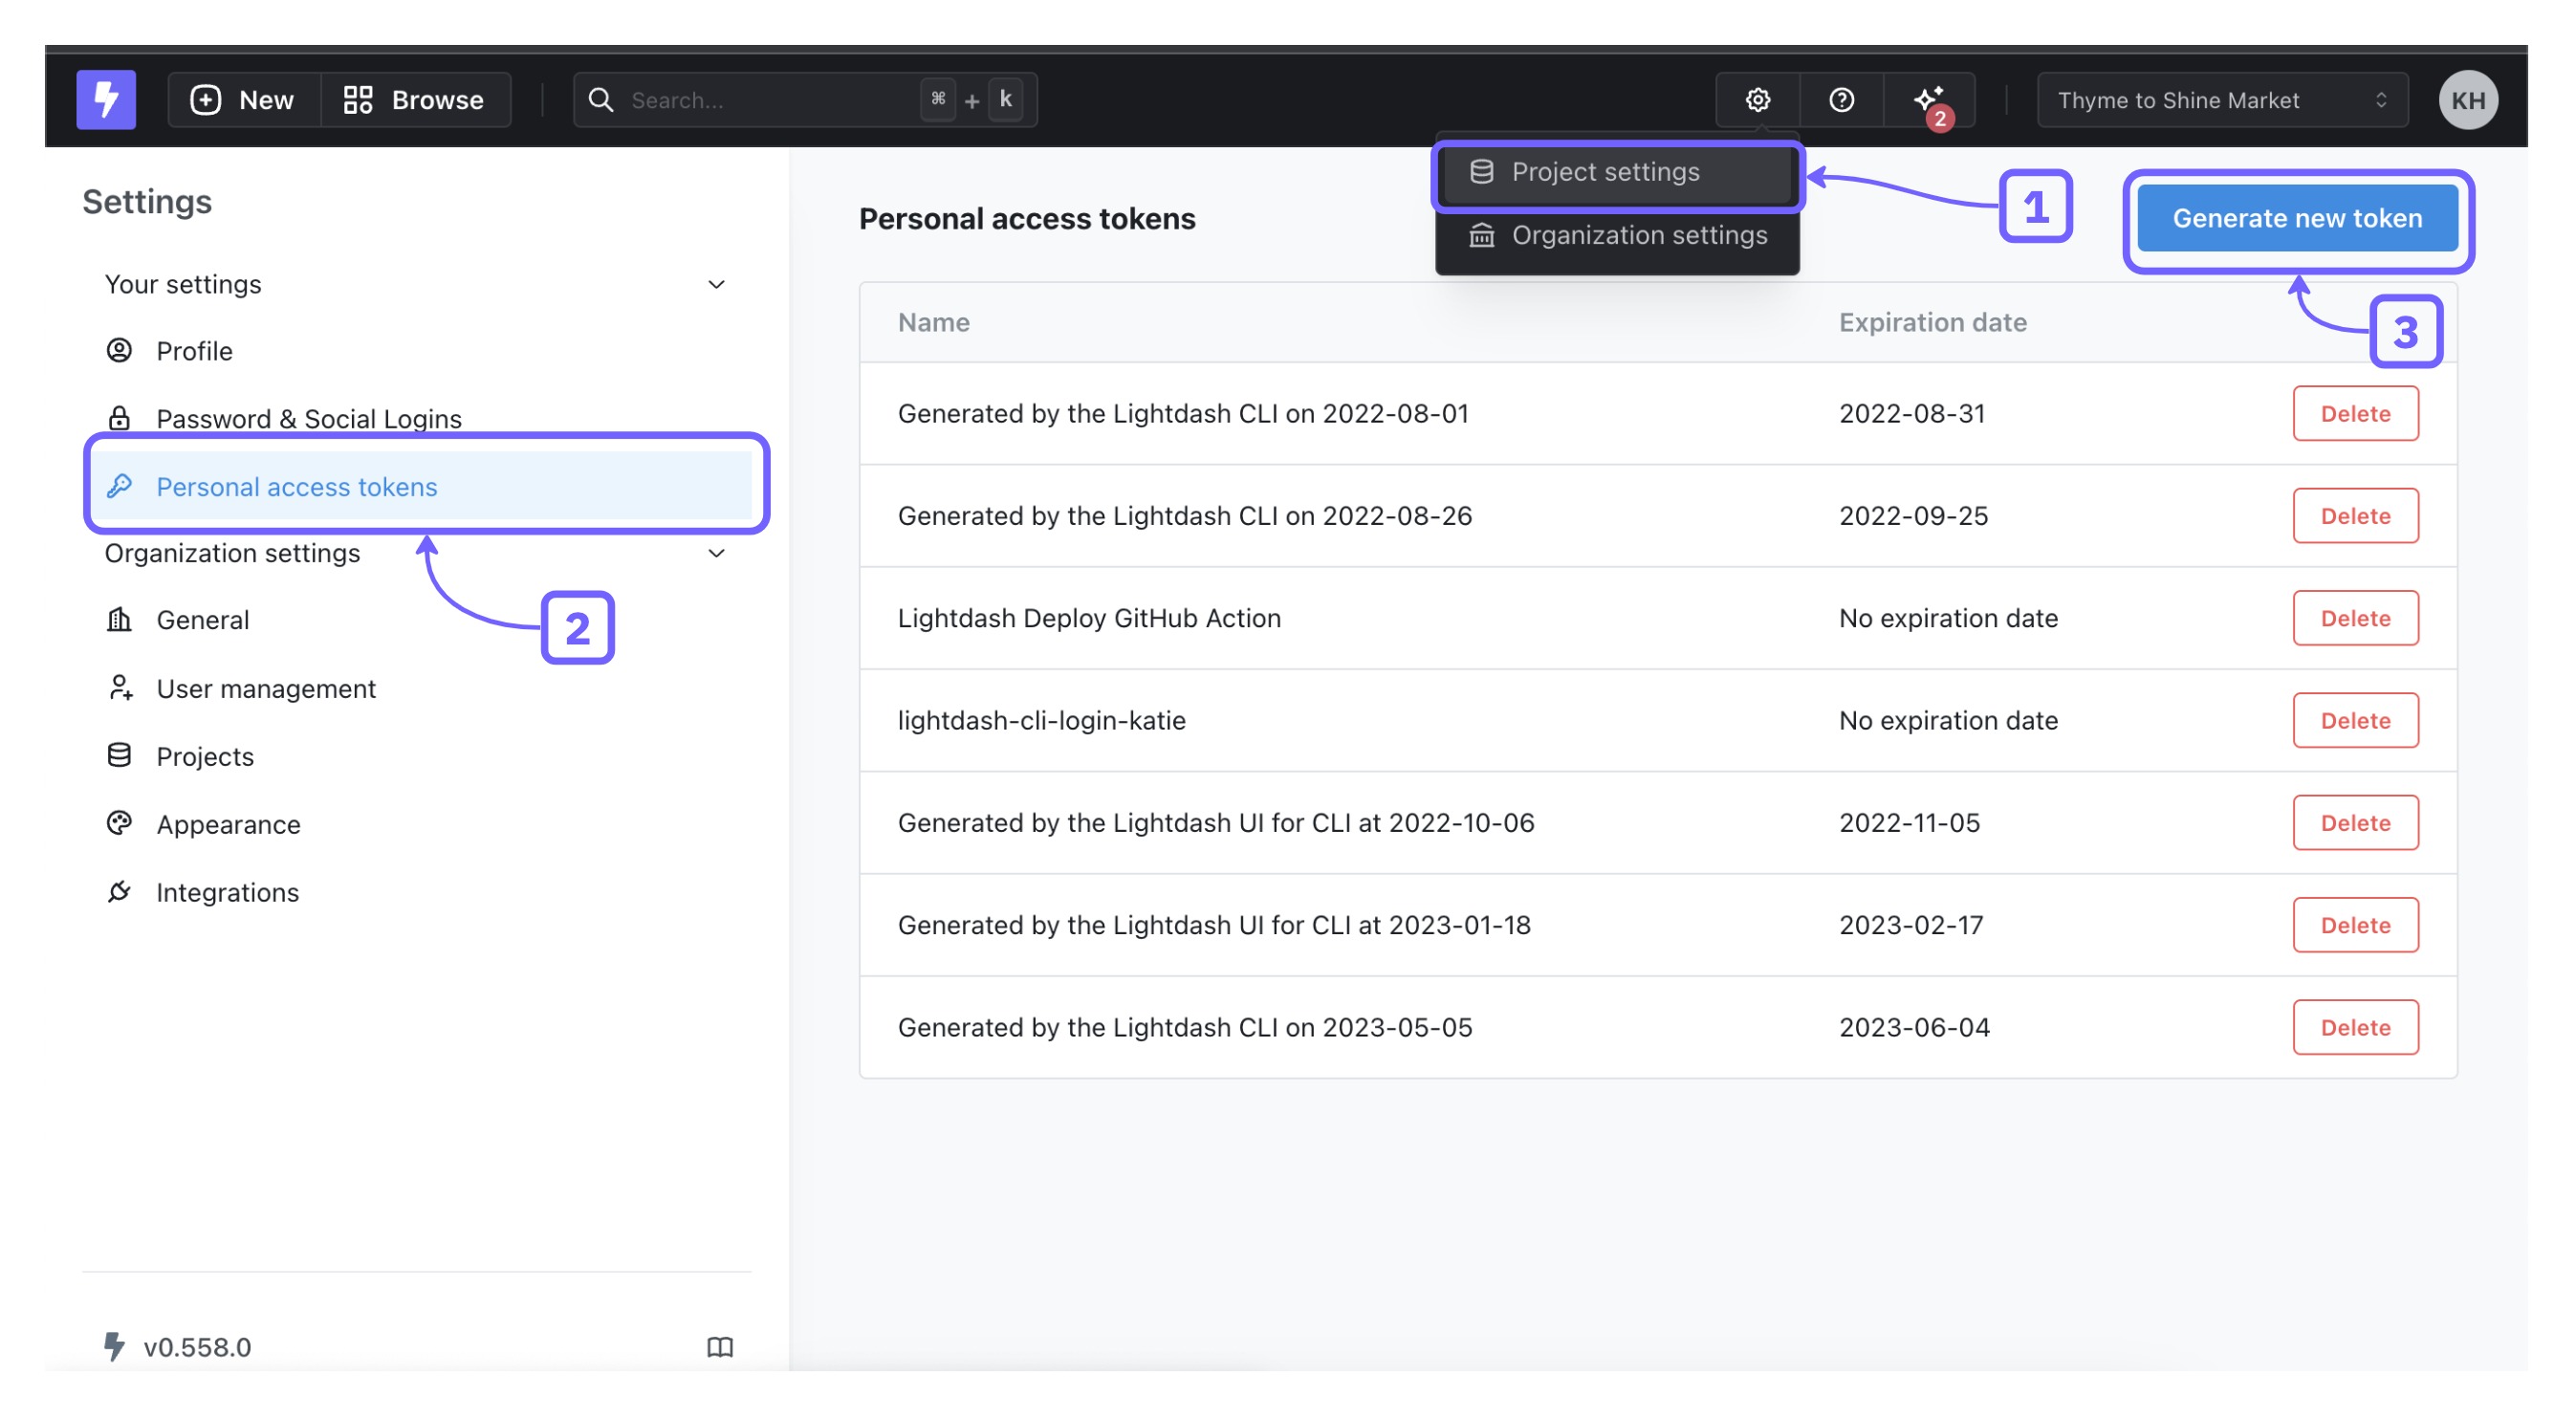 New
Browse
Search...
⌘ + k
2
Thyme to Shine Market
KH
Project settings
Organization settings
1
Settings
Your settings
Profile
Password & Social Logins
Personal access tokens
2
Organization settings
General
User management
Projects
Appearance
Integrations
v0.558.0
Personal access tokens
Generate new token
3
Name Expiration date
Generated by the Lightdash CLI on 2022-08-01 2022-08-31 Delete
Generated by the Lightdash CLI on 2022-08-26 2022-09-25 Delete
Lightdash Deploy GitHub Action No expiration date Delete
lightdash-cli-login-katie No expiration date Delete
Generated by the Lightdash UI for CLI at 2022-10-06 2022-11-05 Delete
Generated by the Lightdash UI for CLI at 2023-01-18 2023-02-17 Delete
Generated by the Lightdash CLI on 2023-05-05 2023-06-04 Delete